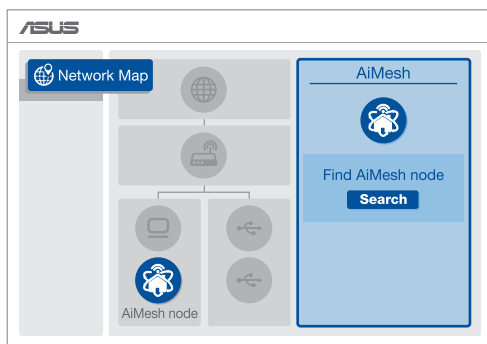 ASUS
Network Map
AiMesh
Find AiMesh node
Search
AiMesh node